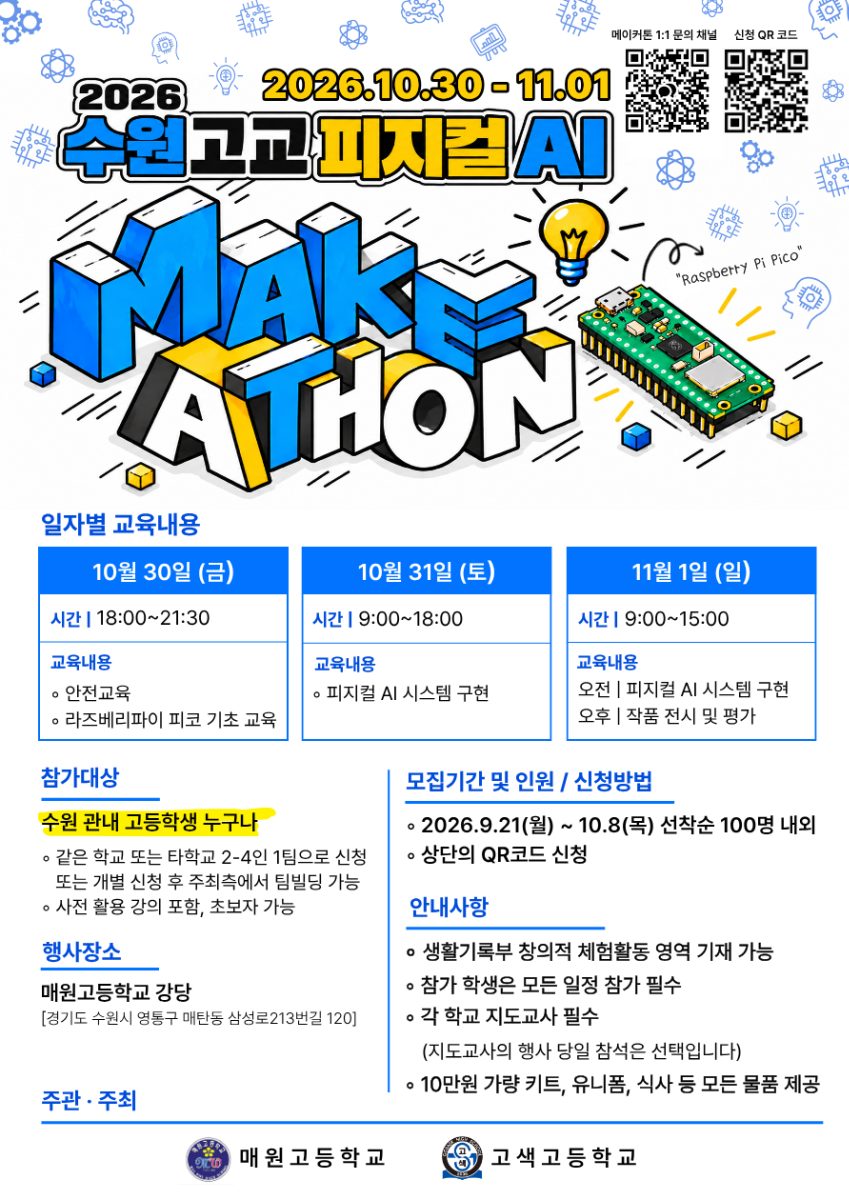 메이커톤 1:1 문의 채널
신청 QR 코드
2026.10.30 - 11.01
2026
수원고교 피지컬 AI
MAKE
ATHON
"Raspberry Pi Pico"
일자별 교육내용
10월 30일 (금)
시간 | 18:00~21:30
교육내용
∘ 안전교육
∘ 라즈베리파이 피코 기초 교육
10월 31일 (토)
시간 | 9:00~18:00
교육내용
∘ 피지컬 AI 시스템 구현
11월 1일 (일)
시간 | 9:00~15:00
교육내용
오전 | 피지컬 AI 시스템 구현
오후 | 작품 전시 및 평가
참가대상
수원 관내 고등학생 누구나
∘ 같은 학교 또는 타학교 2-4인 1팀으로 신청
또는 개별 신청 후 주최측에서 팀빌딩 가능
∘ 사전 활용 강의 포함, 초보자 가능
행사장소
매원고등학교 강당
[경기도 수원시 영통구 매탄동 삼성로213번길 120]
모집기간 및 인원 / 신청방법
∘ 2026.9.21(월) ~ 10.8(목) 선착순 100명 내외
∘ 상단의 QR코드 신청
안내사항
∘ 생활기록부 창의적 체험활동 영역 기재 가능
∘ 참가 학생은 모든 일정 참가 필수
∘ 각 학교 지도교사 필수
(지도교사의 행사 당일 참석은 선택입니다)
∘ 10만원 가량 키트, 유니폼, 식사 등 모든 물품 제공
주관 · 주최
매원고등학교
고색고등학교